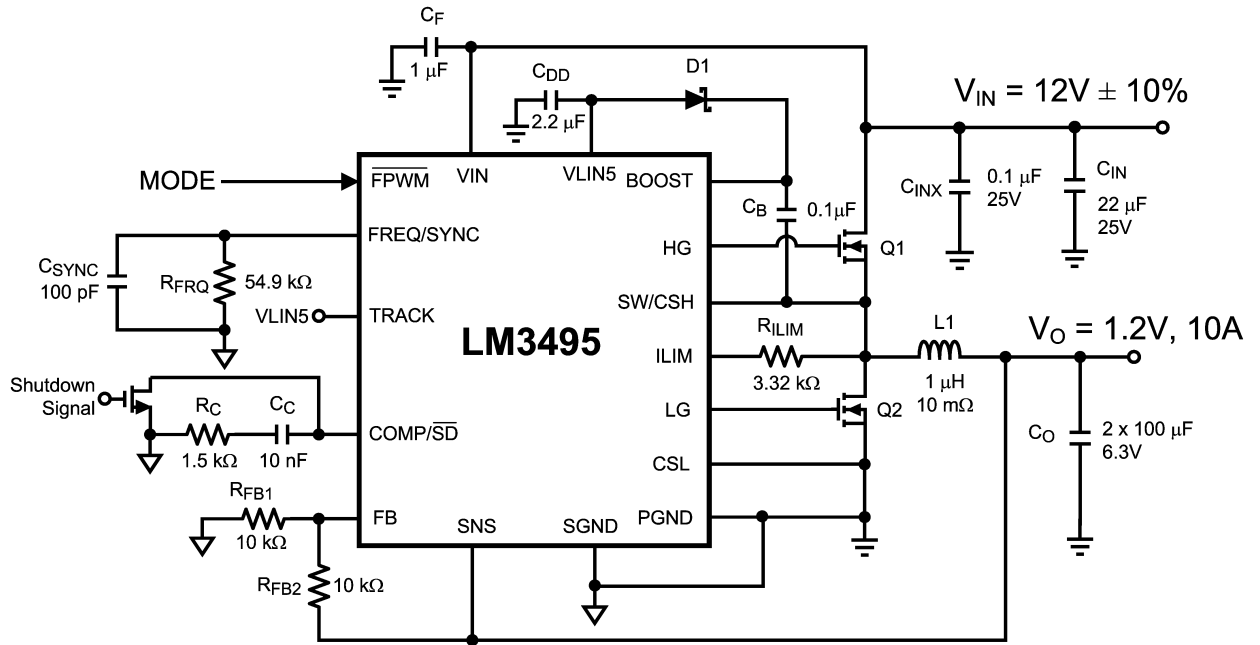 CF
1 μF
CDD
2.2 μF
D1
VIN = 12V ± 10%
MODE
FPWM
VIN
VLIN5
BOOST
CINX
0.1 μF
25V
CIN
22 μF
25V
CB
0.1μF
FREQ/SYNC
HG
Q1
CSYNC
100 pF
RFRQ
54.9 kΩ
SW/CSH
VLIN5
TRACK
LM3495
RILIM
3.32 kΩ
L1
1 μH
10 mΩ
VO = 1.2V, 10A
ILIM
Shutdown
Signal
RC
1.5 kΩ
CC
10 nF
COMP/SD
LG
Q2
CO
2 x 100 μF
6.3V
CSL
RFB1
10 kΩ
FB
SNS
SGND
PGND
RFB2
10 kΩ